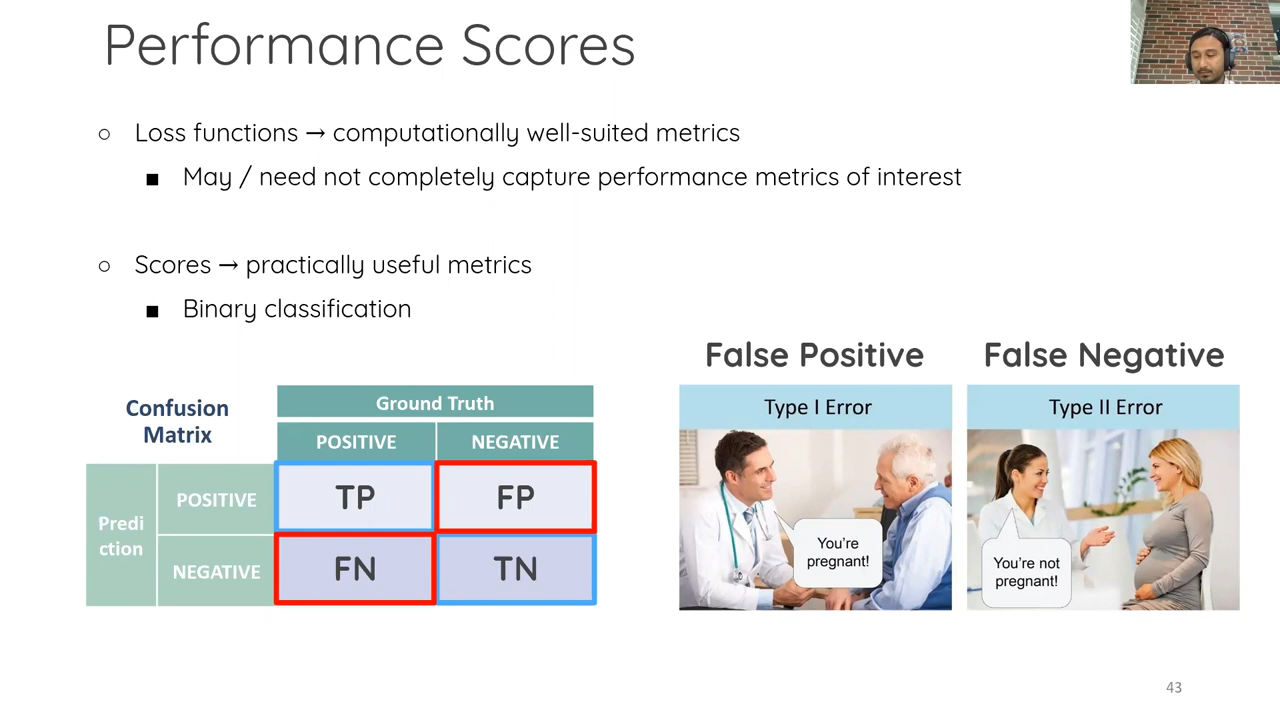 Performance Scores
○ Loss functions → computationally well-suited metrics
■ May / need not completely capture performance metrics of interest
○ Scores → practically useful metrics
■ Binary classification
Confusion
Matrix
Ground Truth
POSITIVE NEGATIVE
Predi
ction
POSITIVE TP FP
NEGATIVE FN TN
False Positive False Negative
Type I Error Type II Error
You're
pregnant!
You're not
pregnant!
43